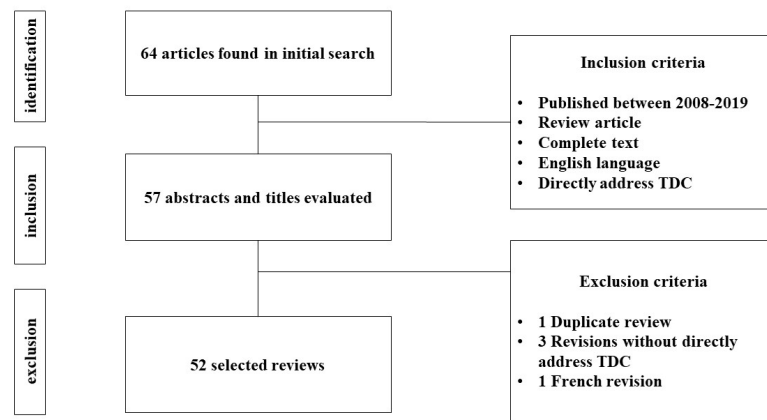 identification
64 articles found in initial search
Inclusion criteria
• Published between 2008-2019
• Review article
• Complete text
• English language
• Directly address TDC
inclusion
57 abstracts and titles evaluated
Exclusion criteria
• 1 Duplicate review
• 3 Revisions without directly
address TDC
• 1 French revision
exclusion
52 selected reviews